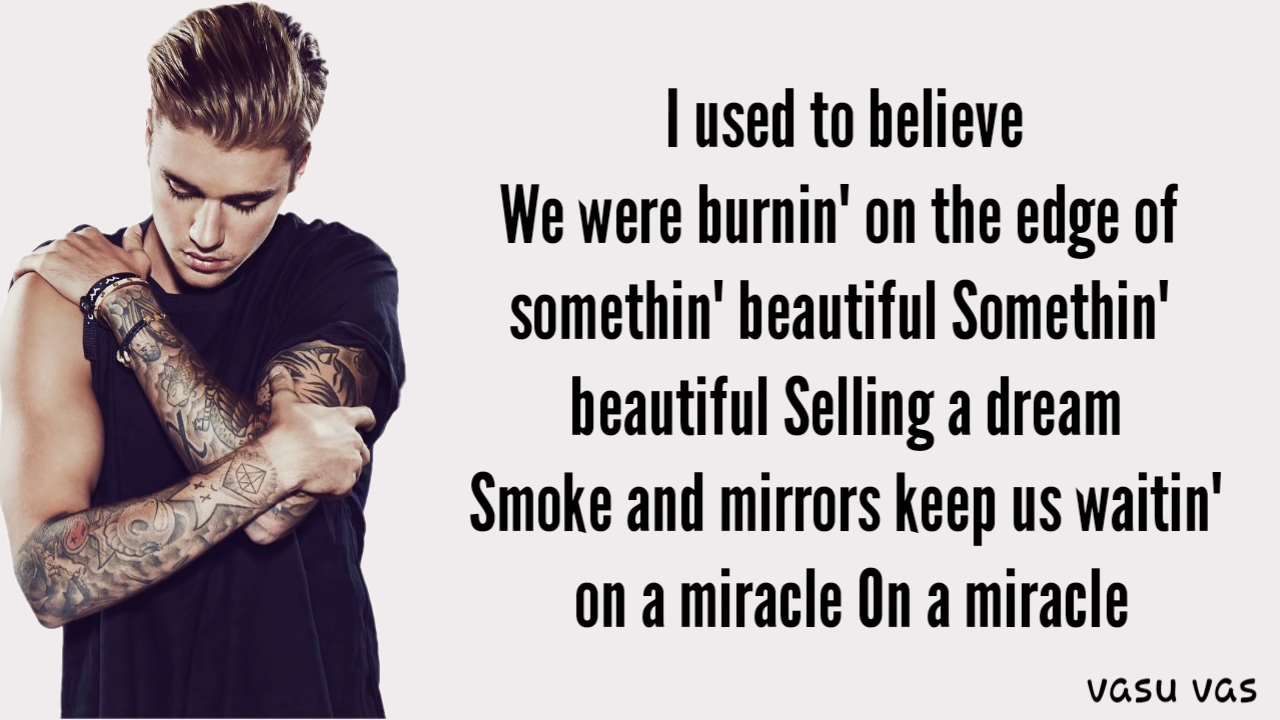 I used to believe
We were burnin' on the edge of
somethin' beautiful Somethin'
beautiful Selling a dream
Smoke and mirrors keep us waitin'
on a miracle On a miracle
vasu vas